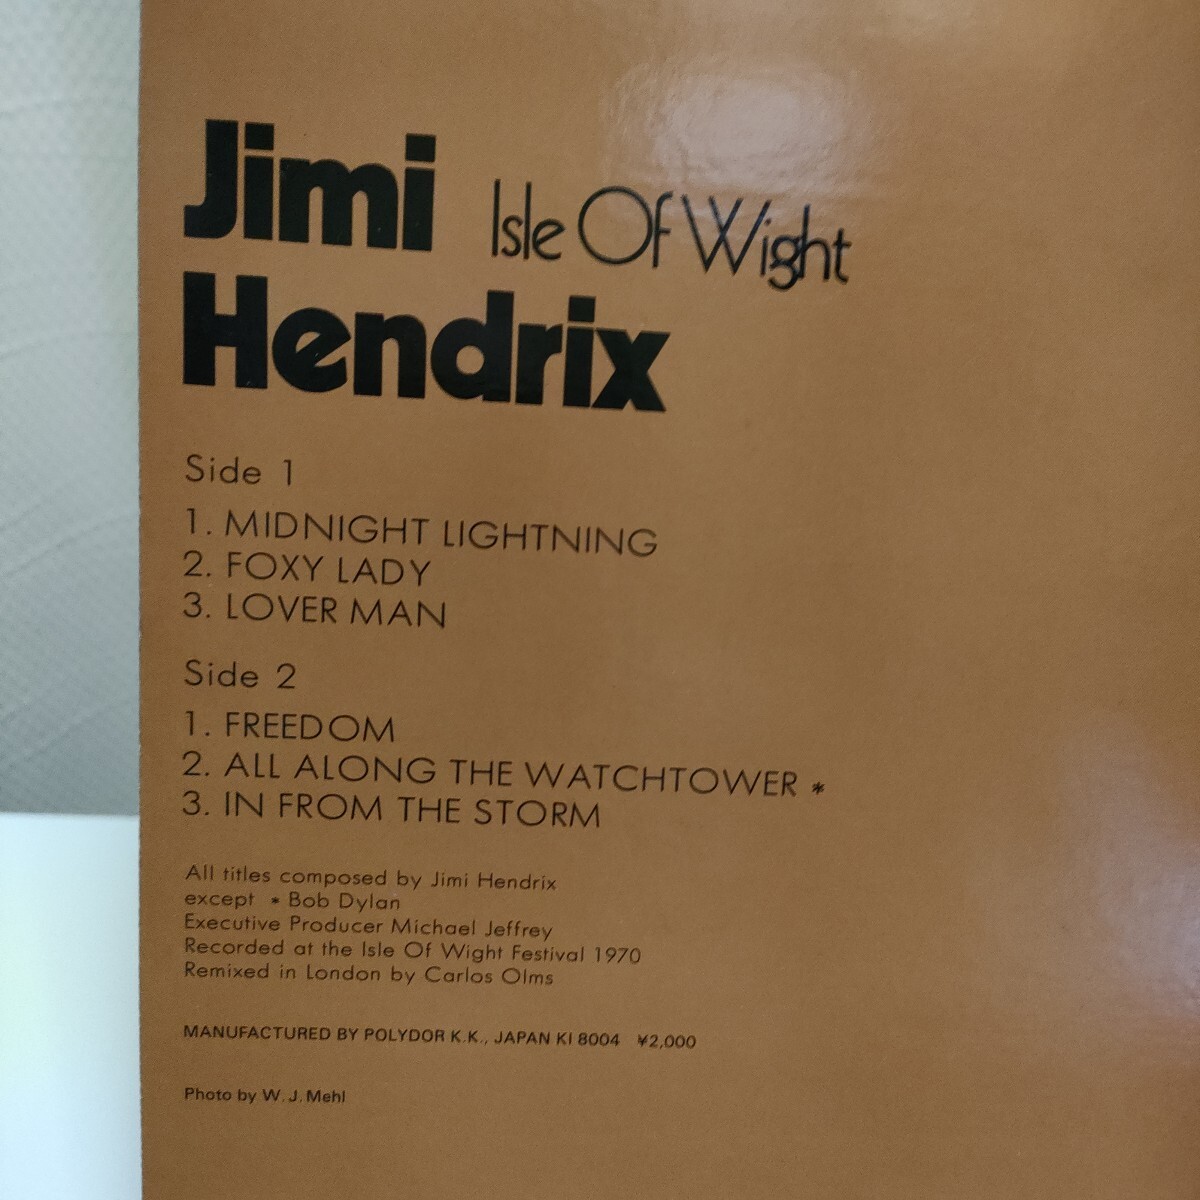 Jimi Isle Of Wight
Hendrix
Side 1
1. MIDNIGHT LIGHTNING
2. FOXY LADY
3. LOVER MAN
Side 2
1. FREEDOM
2. ALL ALONG THE WATCHTOWER *
3. IN FROM THE STORM
All titles composed by Jimi Hendrix
except * Bob Dylan
Executive Producer Michael Jeffrey
Recorded at the Isle Of Wight Festival 1970
Remixed in London by Carlos Olms
MANUFACTURED BY POLYDOR K.K., JAPAN KI 8004 ¥2,000
Photo by W. J. Mehl